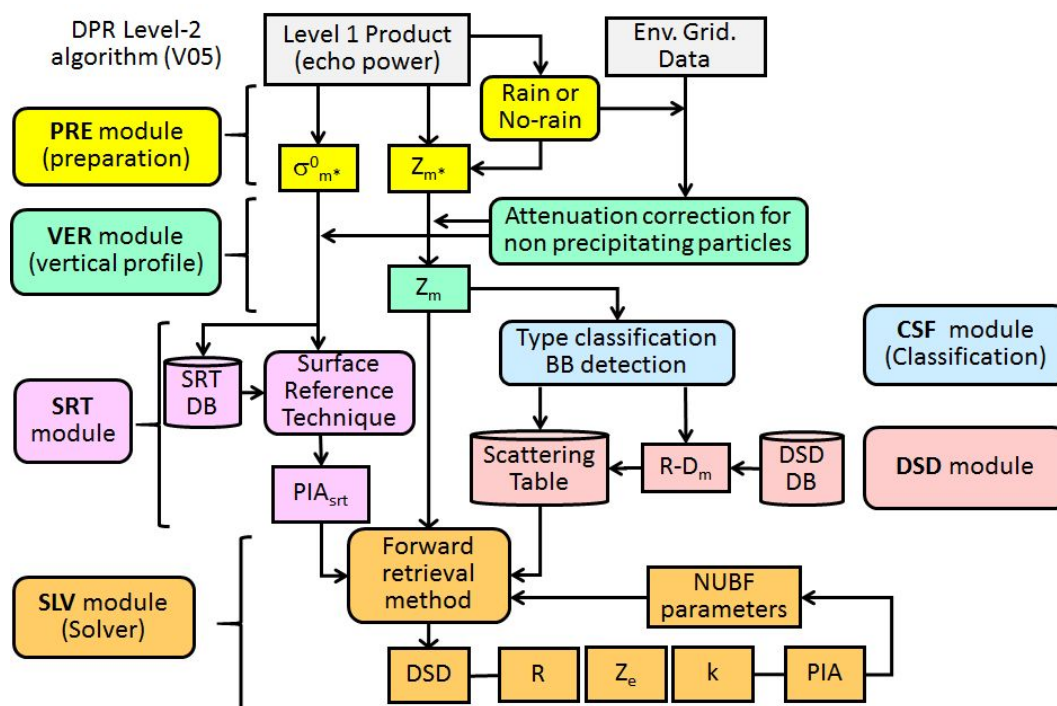 DPR Level-2
algorithm (V05)
Level 1 Product
(echo power)
Env. Grid.
Data
Rain or
No-rain
PRE module
(preparation)
σ⁰ₘ*
Zₘ*
VER module
(vertical profile)
Attenuation correction for
non precipitating particles
Zₘ
Type classification
BB detection
CSF module
(Classification)
SRT
module
SRT
DB
Surface
Reference
Technique
PIAₛᵣₜ
Scattering
Table
R-Dₘ
DSD
DB
DSD module
SLV module
(Solver)
Forward
retrieval
method
NUBF
parameters
DSD
R
Zₑ
k
PIA